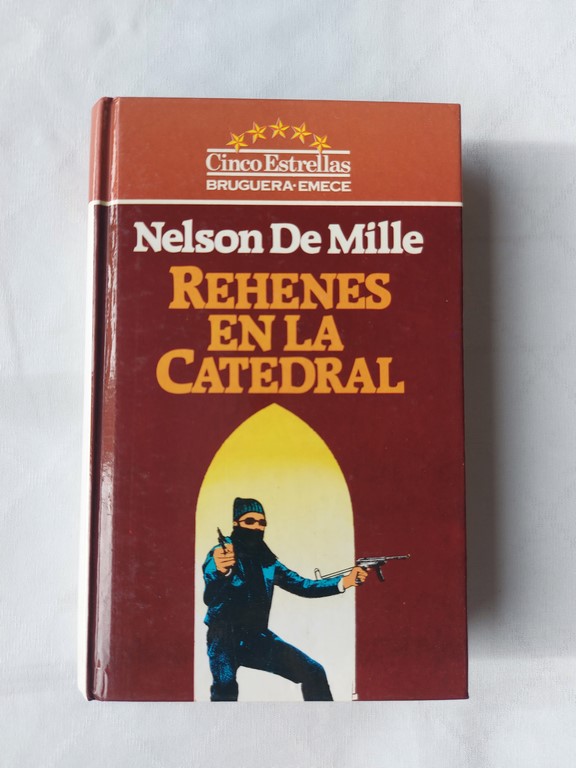 Cinco Estrellas
BRUGUERA·EMECE
Nelson De Mille
REHENES
EN LA
CATEDRAL